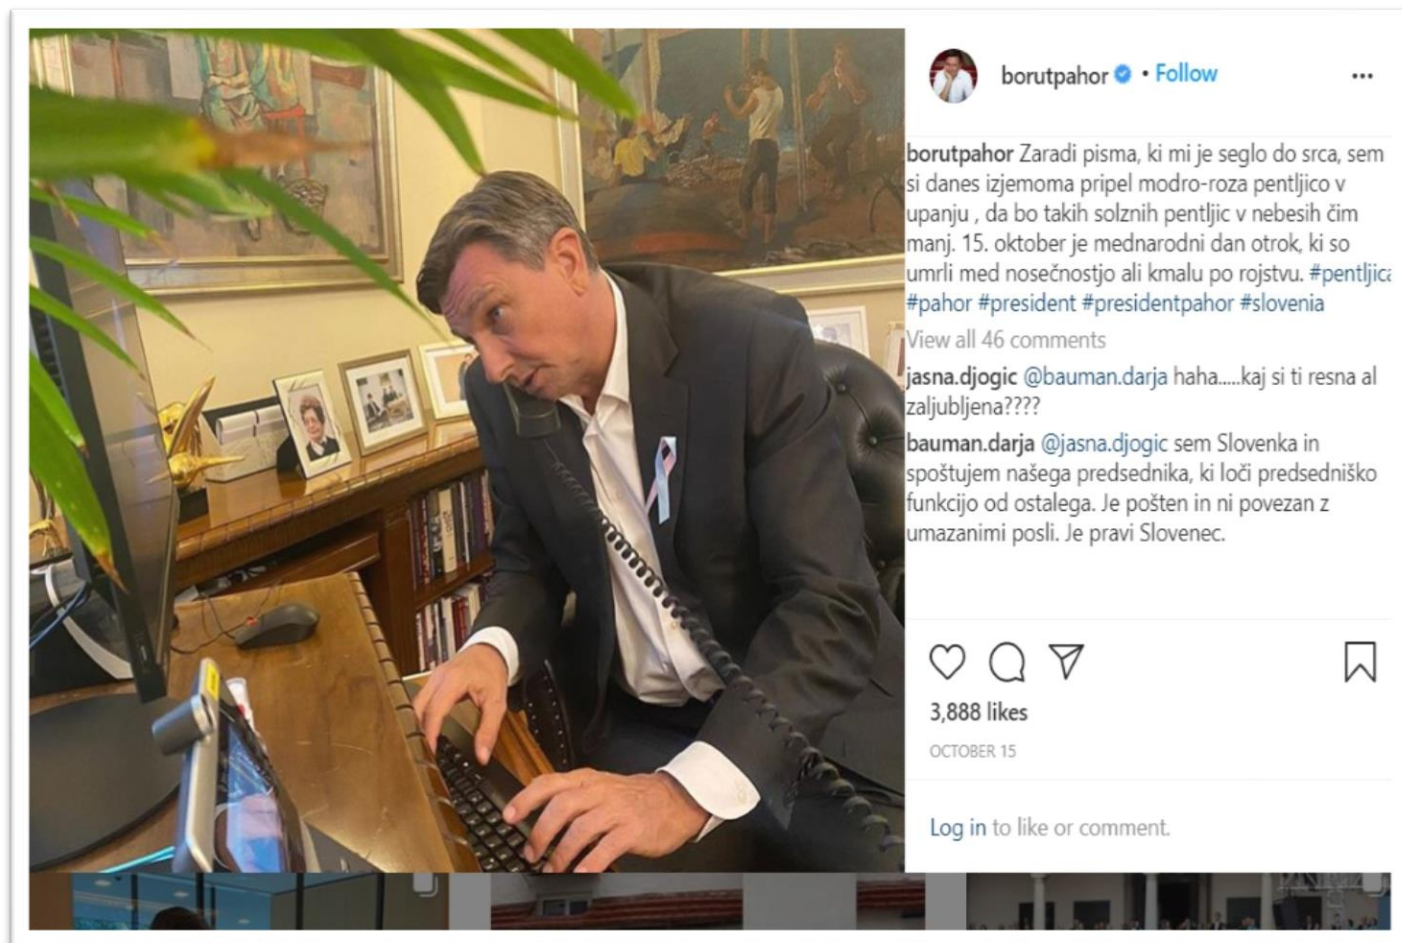 borutpahor • Follow
borutpahor Zaradi pisma, ki mi je seglo do srca, sem
si danes izjemoma pripel modro-roza pentljico v
upanju , da bo takih solznih pentljic v nebesih čim
manj. 15. oktober je mednarodni dan otrok, ki so
umrli med nosečnostjo ali kmalu po rojstvu. #pentljica
#pahor #president #presidentpahor #slovenia
View all 46 comments
jasna.djogic @bauman.darja haha.....kaj si ti resna al
zaljubljena????
bauman.darja @jasna.djogic sem Slovenka in
spoštujem našega predsednika, ki loči predsedniško
funkcijo od ostalega. Je pošten in ni povezan z
umazanimi posli. Je pravi Slovenec.
3,888 likes
OCTOBER 15
Log in to like or comment.